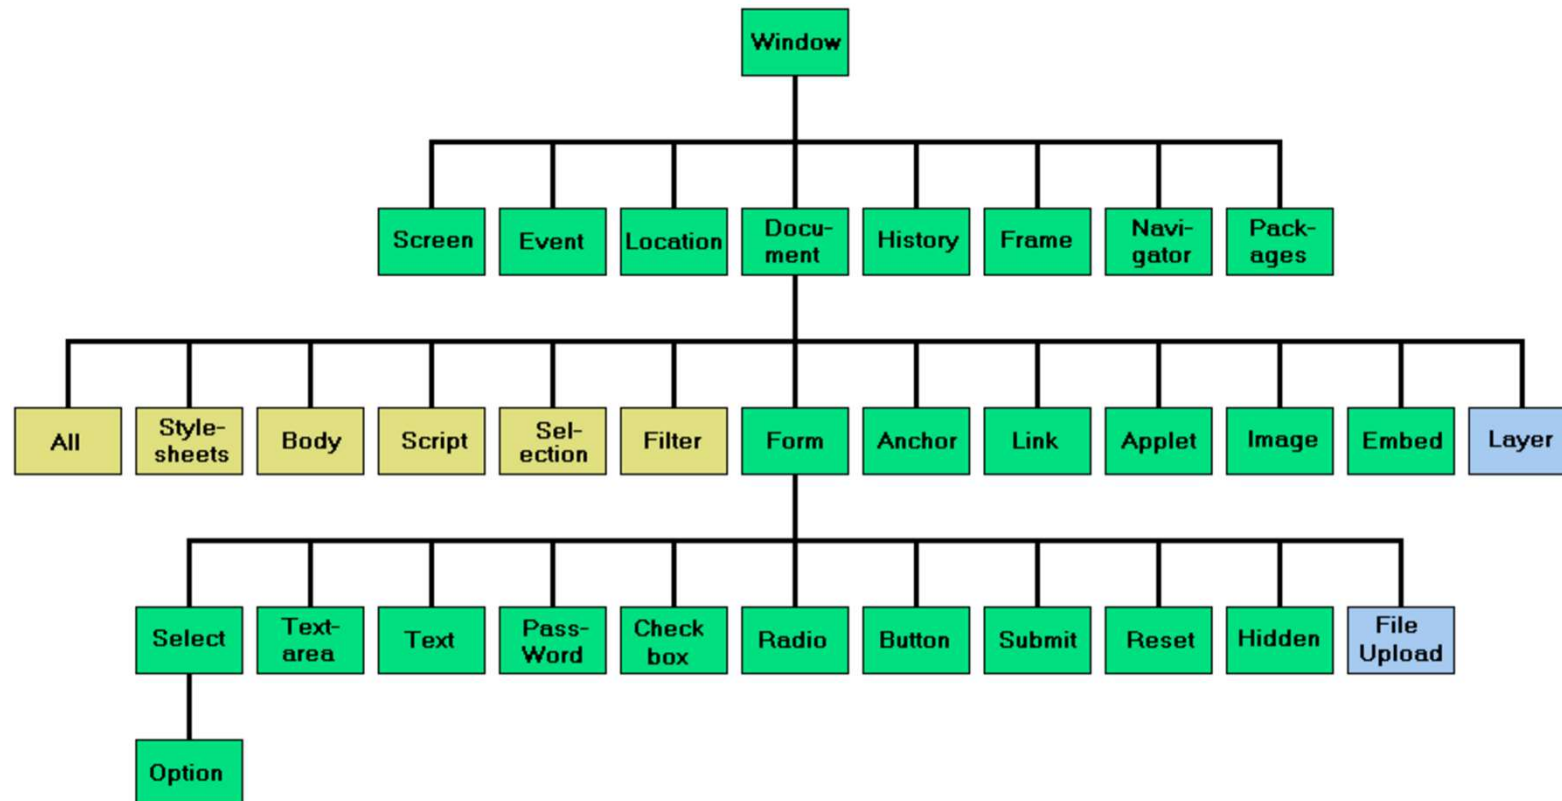 Window
Screen
Event
Location
Docu-
ment
History
Frame
Navi-
gator
Pack-
ages
All
Style-
sheets
Body
Script
Sel-
ection
Filter
Form
Anchor
Link
Applet
Image
Embed
Layer
Select
Text-
area
Text
Pass-
Word
Check
box
Radio
Button
Submit
Reset
Hidden
File
Upload
Option